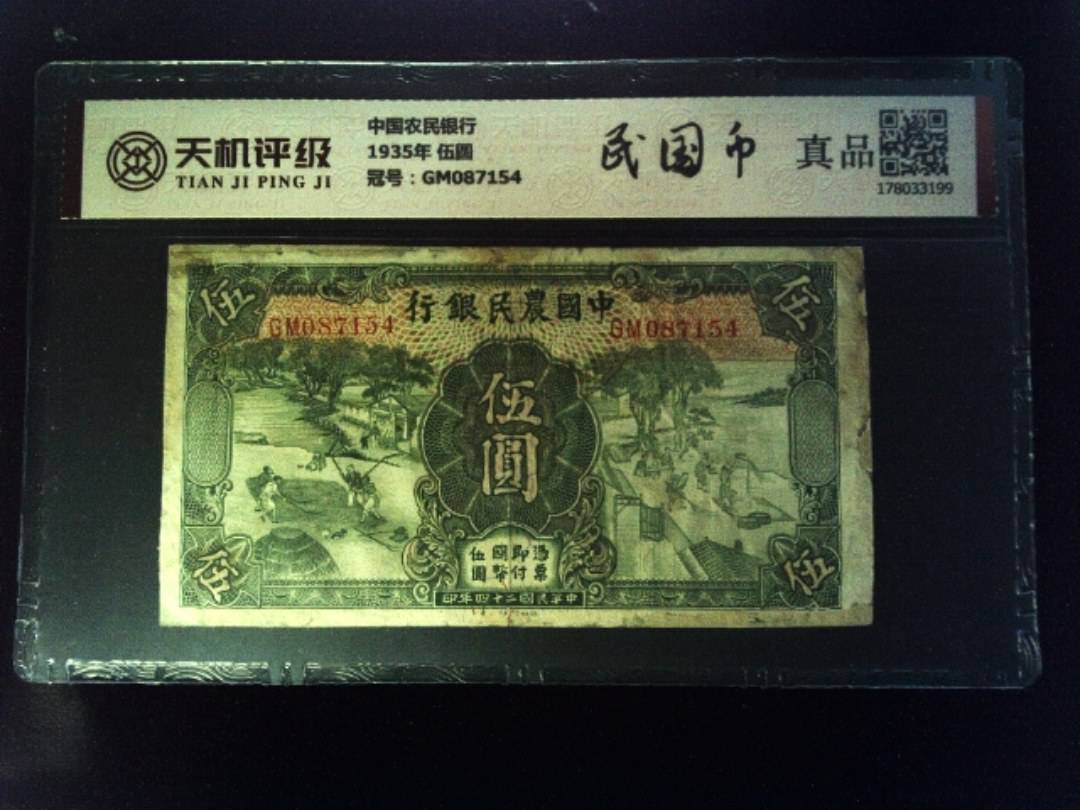 天机评级
TIAN JI PING JI
中国农民银行
1935年 伍圆
冠号：GM087154
民国币
真品
178033199
伍
行銀民農國中
伍
GM087154
GM087154
伍圓
憑票即付國幣伍圓
伍
印年四十二國民華中
伍